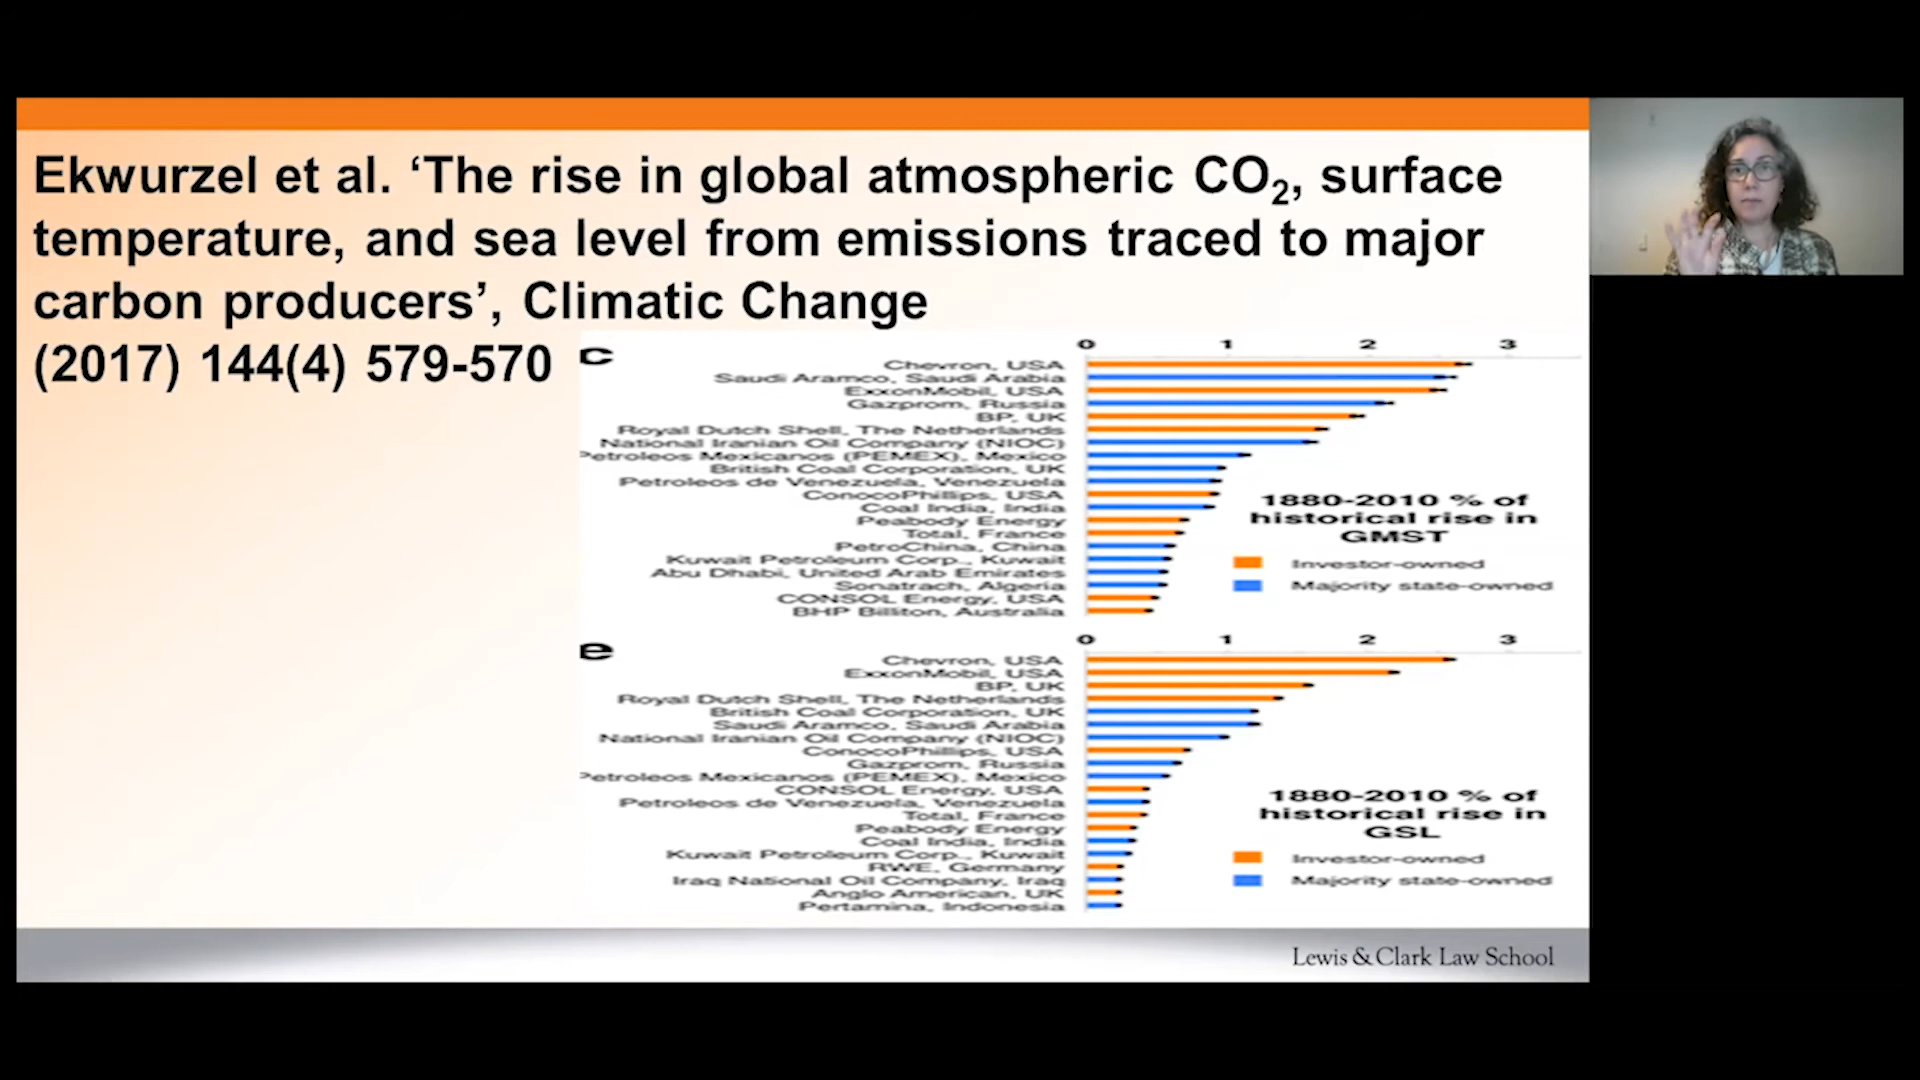 Ekwurzel et al. ‘The rise in global atmospheric CO₂, surface
temperature, and sea level from emissions traced to major
carbon producers’, Climatic Change
(2017) 144(4) 579-570
c
0 1 2 3
Chevron, USA
Saudi Aramco, Saudi Arabia
ExxonMobil, USA
Gazprom, Russia
BP, UK
Royal Dutch Shell, The Netherlands
National Iranian Oil Company (NIOC)
Petroleos Mexicanos (PEMEX), Mexico
British Coal Corporation, UK
Petroleos de Venezuela, Venezuela
ConocoPhillips, USA
Coal India, India
Peabody Energy
Total, France
PetroChina, China
Kuwait Petroleum Corp., Kuwait
Abu Dhabi, United Arab Emirates
Sonatrach, Algeria
CONSOL Energy, USA
BHP Billiton, Australia
1880-2010 % of
historical rise in
GMST
Investor-owned
Majority state-owned
e
0 1 2 3
Chevron, USA
ExxonMobil, USA
BP, UK
Royal Dutch Shell, The Netherlands
British Coal Corporation, UK
Saudi Aramco, Saudi Arabia
National Iranian Oil Company (NIOC)
ConocoPhillips, USA
Gazprom, Russia
Petroleos Mexicanos (PEMEX), Mexico
CONSOL Energy, USA
Petroleos de Venezuela, Venezuela
Total, France
Peabody Energy
Coal India, India
Kuwait Petroleum Corp., Kuwait
RWE, Germany
Iraq National Oil Company, Iraq
Anglo American, UK
Pertamina, Indonesia
1880-2010 % of
historical rise in
GSL
Investor-owned
Majority state-owned
Lewis & Clark Law School